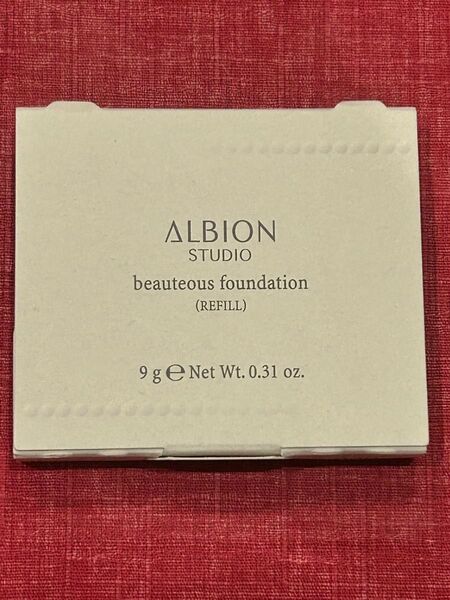 ALBION
STUDIO
beauteous foundation
(REFILL)
9 g ℮ Net Wt. 0.31 oz.